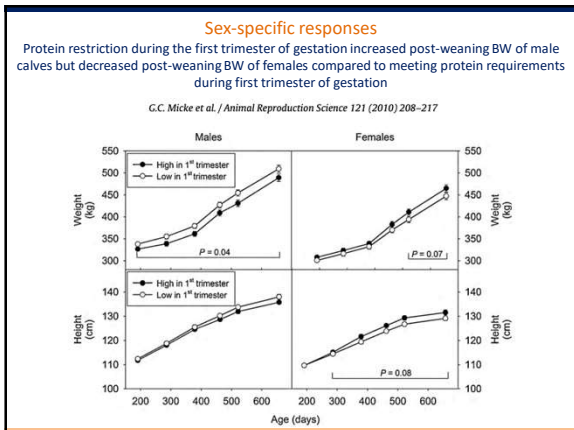 Sex-specific responses
Protein restriction during the first trimester of gestation increased post-weaning BW of male
calves but decreased post-weaning BW of females compared to meeting protein requirements
during first trimester of gestation
G.C. Micke et al. / Animal Reproduction Science 121 (2010) 208–217
Males Females
550 550
High in 1st trimester
Low in 1st trimester
500 500
450 450
400 400
350 350
300 300
Weight (kg) Weight (kg)
P = 0.04 P = 0.07
140 140
High in 1st trimester
Low in 1st trimester
130 130
120 120
110 110
100 100
Height (cm) Height (cm)
P = 0.08
200 300 400 500 600 200 300 400 500 600
Age (days)